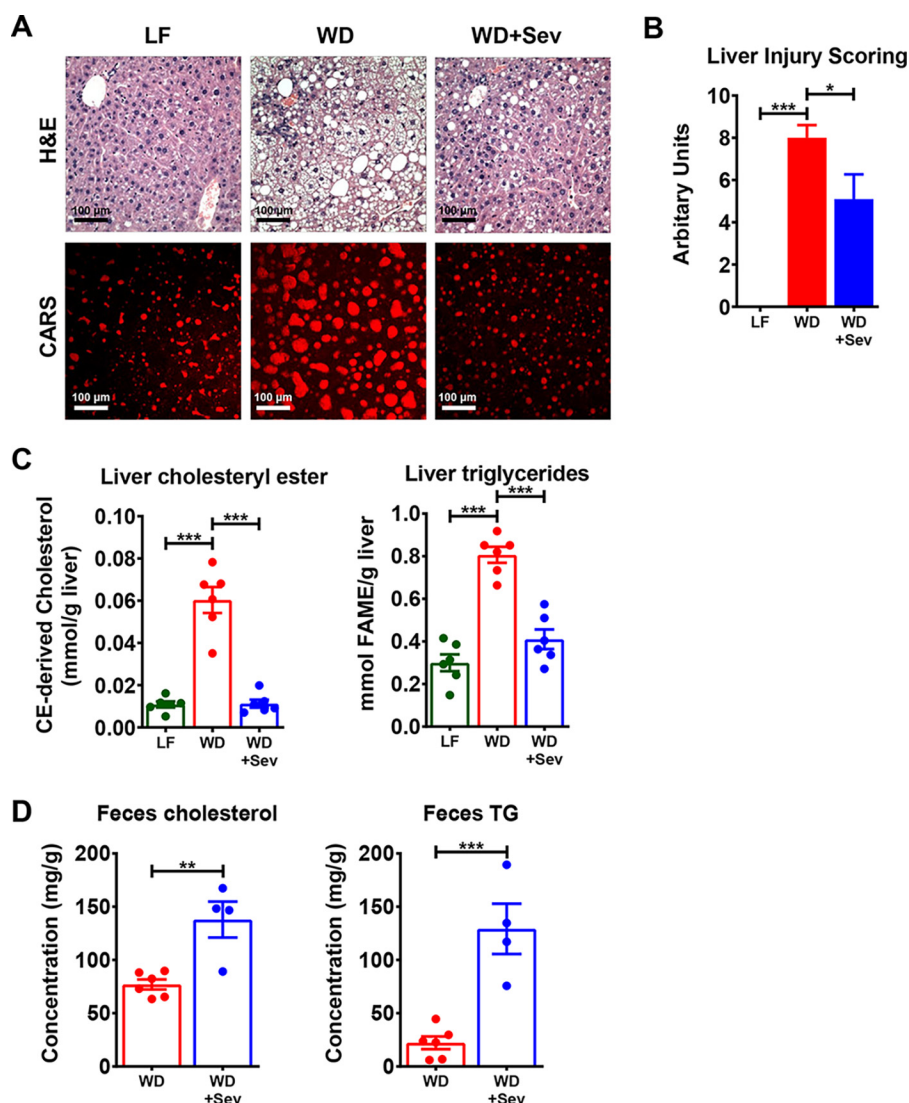 A
LF
WD
WD+Sev
H&E
100 µm
100 µm
100 µm
CARS
100 µm
100 µm
100 µm
B
Liver Injury Scoring
Arbitary Units
10
8
6
4
2
0
***
*
LF
WD
WD
+Sev
C
Liver cholesteryl ester
CE-derived Cholesterol
(mmol/g liver)
0.10
0.08
0.06
0.04
0.02
0.00
***
***
LF
WD
WD
+Sev
Liver triglycerides
mmol FAME/g liver
1.0
0.8
0.6
0.4
0.2
0.0
***
***
LF
WD
WD
+Sev
D
Feces cholesterol
Concentration (mg/g)
200
150
100
50
0
**
WD
WD
+Sev
Feces TG
Concentration (mg/g)
200
150
100
50
0
***
WD
WD
+Sev